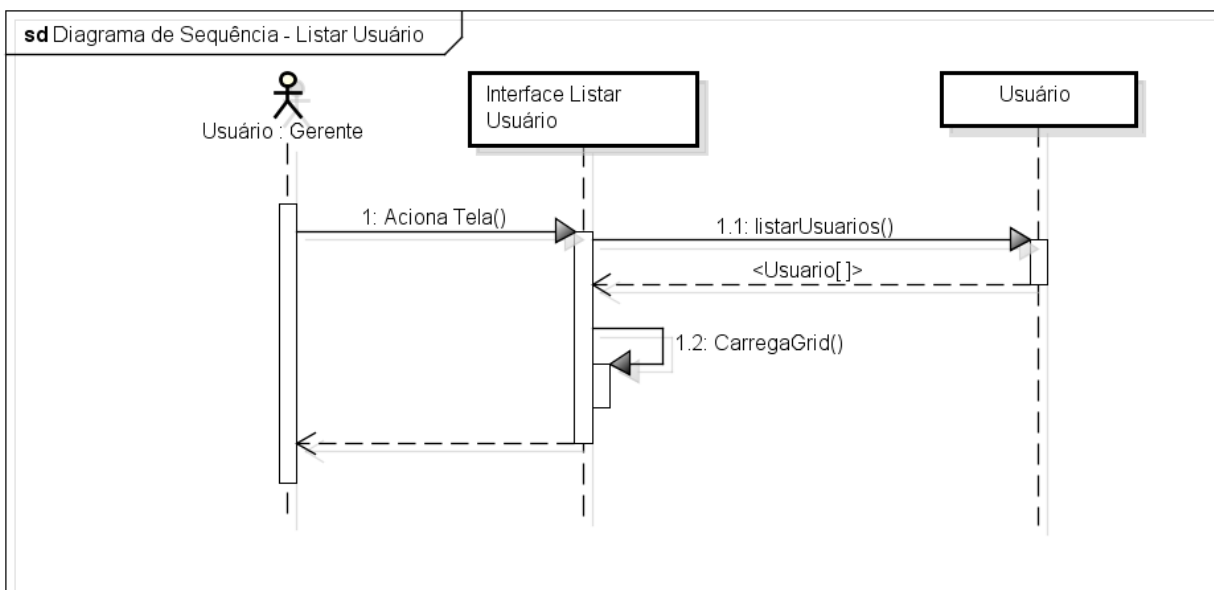 sd Diagrama de Sequência - Listar Usuário
Usuário : Gerente
Interface Listar
Usuário
Usuário
1: Aciona Tela()
1.1: listarUsuarios()
<Usuario[ ]>
1.2: CarregaGrid()